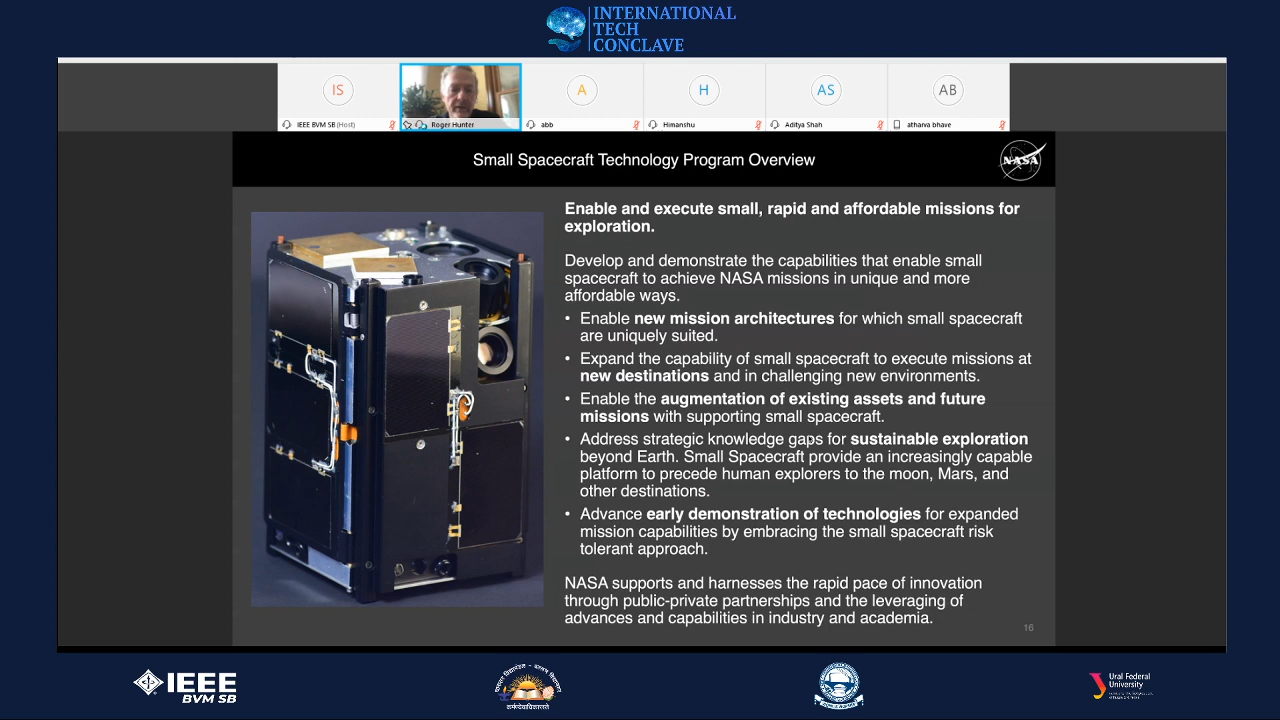 INTERNATIONAL
TECH
CONCLAVE
IS
A
H
AS
AB
IEEE BVM SB (Host)
Roger Hunter
abb
Himanshu
Aditya Shah
atharva bhave
Small Spacecraft Technology Program Overview
NASA
Enable and execute small, rapid and affordable missions for
exploration.
Develop and demonstrate the capabilities that enable small
spacecraft to achieve NASA missions in unique and more
affordable ways.
• Enable new mission architectures for which small spacecraft
are uniquely suited.
• Expand the capability of small spacecraft to execute missions at
new destinations and in challenging new environments.
• Enable the augmentation of existing assets and future
missions with supporting small spacecraft.
• Address strategic knowledge gaps for sustainable exploration
beyond Earth. Small Spacecraft provide an increasingly capable
platform to precede human explorers to the moon, Mars, and
other destinations.
• Advance early demonstration of technologies for expanded
mission capabilities by embracing the small spacecraft risk
tolerant approach.
NASA supports and harnesses the rapid pace of innovation
through public-private partnerships and the leveraging of
advances and capabilities in industry and academia.
16
IEEE
BVM SB
Ural Federal
University